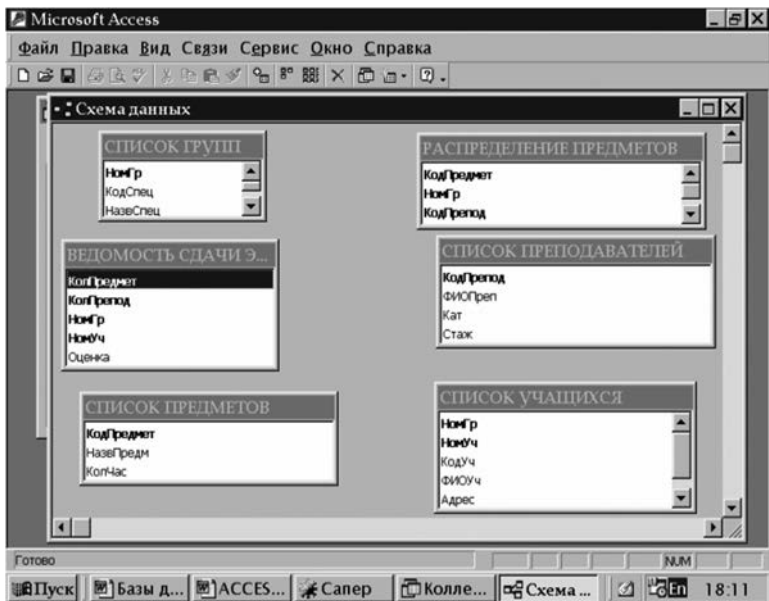 Microsoft Access
Файл Правка Вид Связи Сервис Окно Справка
Схема данных
СПИСОК ГРУПП
НомГр
КодСпец
НазвСпец
РАСПРЕДЕЛЕНИЕ ПРЕДМЕТОВ
КодПредмет
НомГр
КодПрепод
ВЕДОМОСТЬ СДАЧИ Э...
КолПредмет
КолПрепод
НомГр
НомУч
Оценка
СПИСОК ПРЕПОДАВАТЕЛЕЙ
КодПрепод
ФИОПреп
Кат
Стаж
СПИСОК ПРЕДМЕТОВ
КодПредмет
НазвПредм
КолЧас
СПИСОК УЧАЩИХСЯ
НомГр
НомУч
КодУч
ФИОУч
Адрес
Готово
NUM
Пуск Базы д... ACCES... Сапер Колле... Схема ... En 18:11